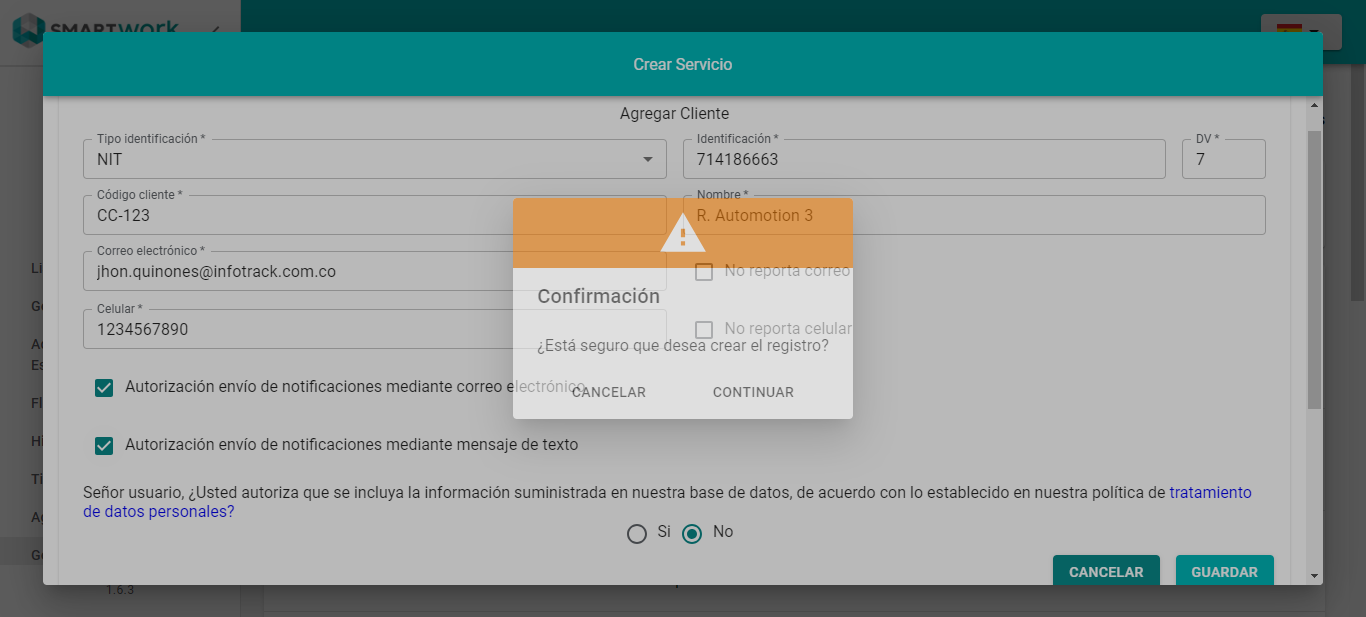 SMARTwork
Crear Servicio
Agregar Cliente
Tipo identificación *
NIT
Identificación *
714186663
DV *
7
Código cliente *
CC-123
Nombre *
R. Automotion 3
Correo electrónico *
jhon.quinones@infotrack.com.co
No reporta correo
Celular *
1234567890
No reporta celular
Confirmación
¿Está seguro que desea crear el registro?
CANCELAR
CONTINUAR
Autorización envío de notificaciones mediante correo electrónico
Autorización envío de notificaciones mediante mensaje de texto
Señor usuario, ¿Usted autoriza que se incluya la información suministrada en nuestra base de datos, de acuerdo con lo establecido en nuestra política de tratamiento
de datos personales?
Si
No
CANCELAR
GUARDAR
1.6.3